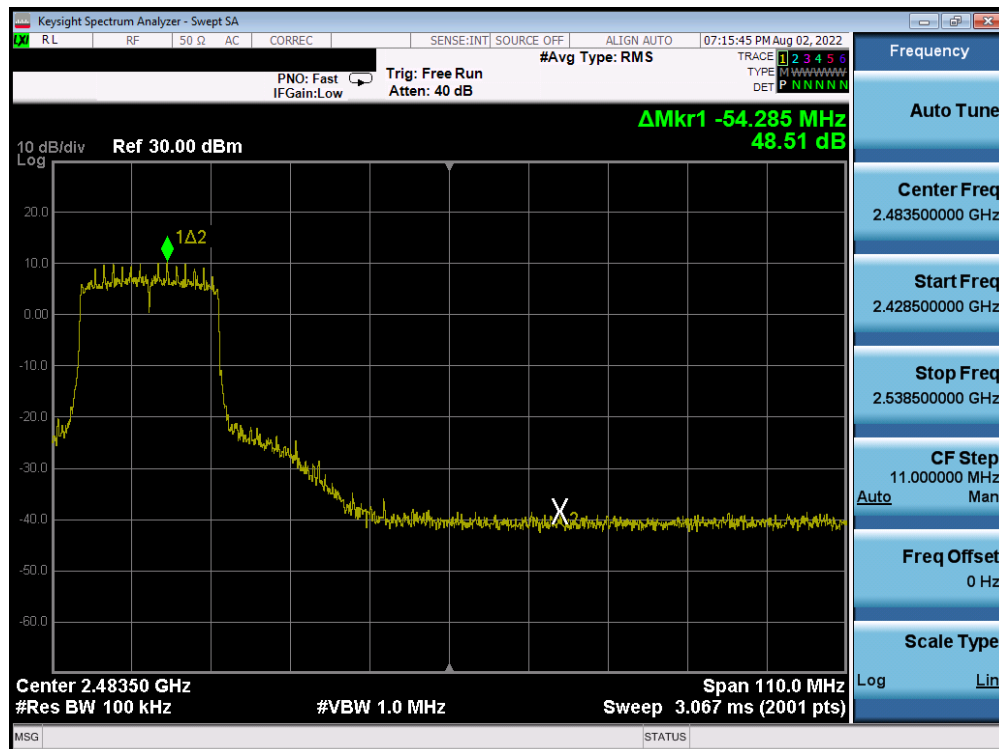 Keysight Spectrum Analyzer - Swept SA
LXI RL RF 50 Ω AC CORREC SENSE:INT SOURCE OFF ALIGN AUTO 07:15:45 PM Aug 02, 2022
#Avg Type: RMS
TRACE 1 2 3 4 5 6
TYPE M WWWWW
DET P N N N N N
PNO: Fast
IFGain:Low
Trig: Free Run
Atten: 40 dB
ΔMkr1 -54.285 MHz
48.51 dB
10 dB/div
Log
Ref 30.00 dBm
20.0
1Δ2
10.0
0.00
-10.0
-20.0
-30.0
-40.0
X2
-50.0
-60.0
Center 2.48350 GHz
Span 110.0 MHz
#Res BW 100 kHz
#VBW 1.0 MHz
Sweep 3.067 ms (2001 pts)
MSG
STATUS
Frequency
Auto Tune
Center Freq
2.483500000 GHz
Start Freq
2.428500000 GHz
Stop Freq
2.538500000 GHz
CF Step
11.000000 MHz
Auto Man
Freq Offset
0 Hz
Scale Type
Log Lin